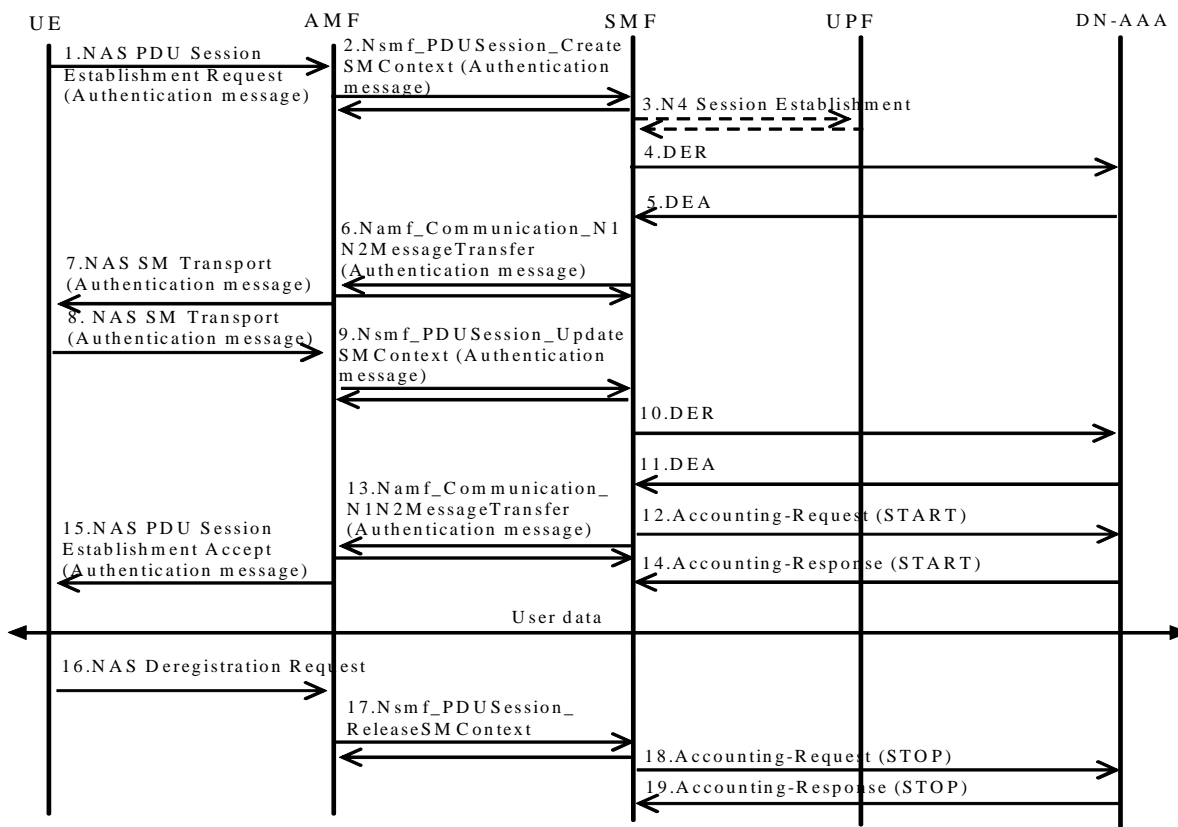 UE
AMF
SMF
UPF
DN-AAA
1.NAS PDU Session
Establishment Request
(Authentication message)
2.Nsmf_PDUSession_Create
SMContext (Authentication
message)
3.N4 Session Establishment
4.DER
5.DEA
6.Namf_Communication_N1
N2MessageTransfer
(Authentication message)
7.NAS SM Transport
(Authentication message)
8. NAS SM Transport
(Authentication message)
9.Nsmf_PDUSession_Update
SMContext (Authentication
message)
10.DER
11.DEA
12.Accounting-Request (START)
13.Namf_Communication_
N1N2MessageTransfer
(Authentication message)
14.Accounting-Response (START)
15.NAS PDU Session
Establishment Accept
(Authentication message)
User data
16.NAS Deregistration Request
17.Nsmf_PDUSession_
ReleaseSMContext
18.Accounting-Request (STOP)
19.Accounting-Response (STOP)